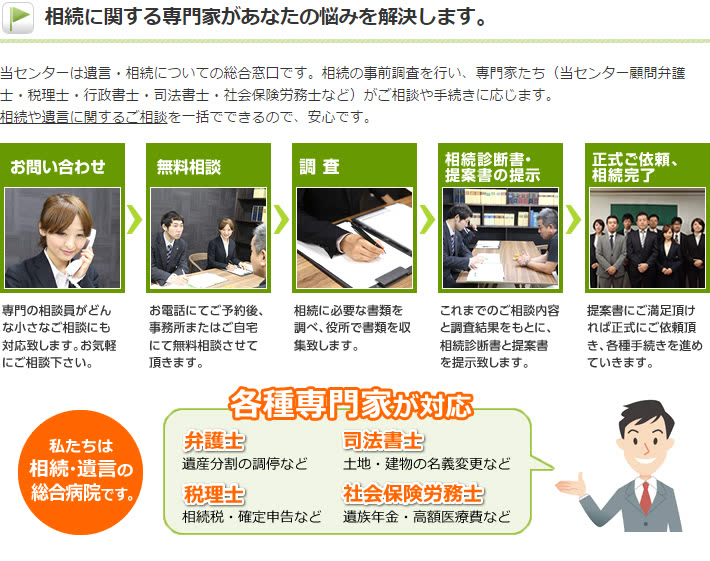 相続に関する専門家があなたの悩みを解決します。
当センターは遺言・相続についての総合窓口です。相続の事前調査を行い、専門家たち（当センター顧問弁護
士・税理士・行政書士・司法書士・社会保険労務士など）がご相談や手続きに応じます。
相続や遺言に関するご相談を一括でできるので、安心です。
お問い合わせ
専門の相談員がどん
な小さなご相談にも
対応致します。お気軽
にご相談下さい。
無料相談
お電話にてご予約後、
事務所またはご自宅
にて無料相談させて
頂きます。
調 査
相続に必要な書類を
調べ、役所で書類を収
集致します。
相続診断書・
提案書の提示
これまでのご相談内容
と調査結果をもとに、
相続診断書と提案書
を提示致します。
正式ご依頼、
相続完了
提案書にご満足頂け
れば正式にご依頼頂
き、各種手続きを進め
ていきます。
私たちは
相続・遺言の
総合病院です。
各種専門家が対応
弁護士
遺産分割の調停など
司法書士
土地・建物の名義変更など
税理士
相続税・確定申告など
社会保険労務士
遺族年金・高額医療費など